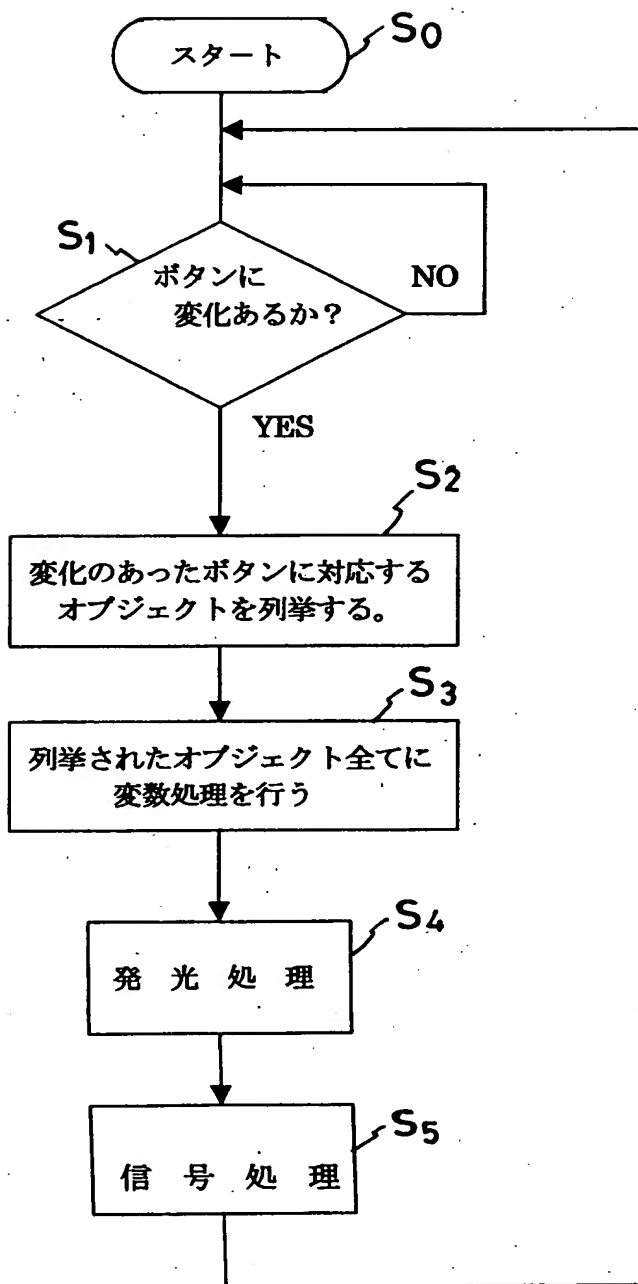 スタート
S0
S1
ボタンに
変化あるか？
NO
YES
S2
変化のあったボタンに対応する
オブジェクトを列挙する。
S3
列挙されたオブジェクト全てに
変数処理を行う
S4
発 光 処 理
S5
信 号 処 理